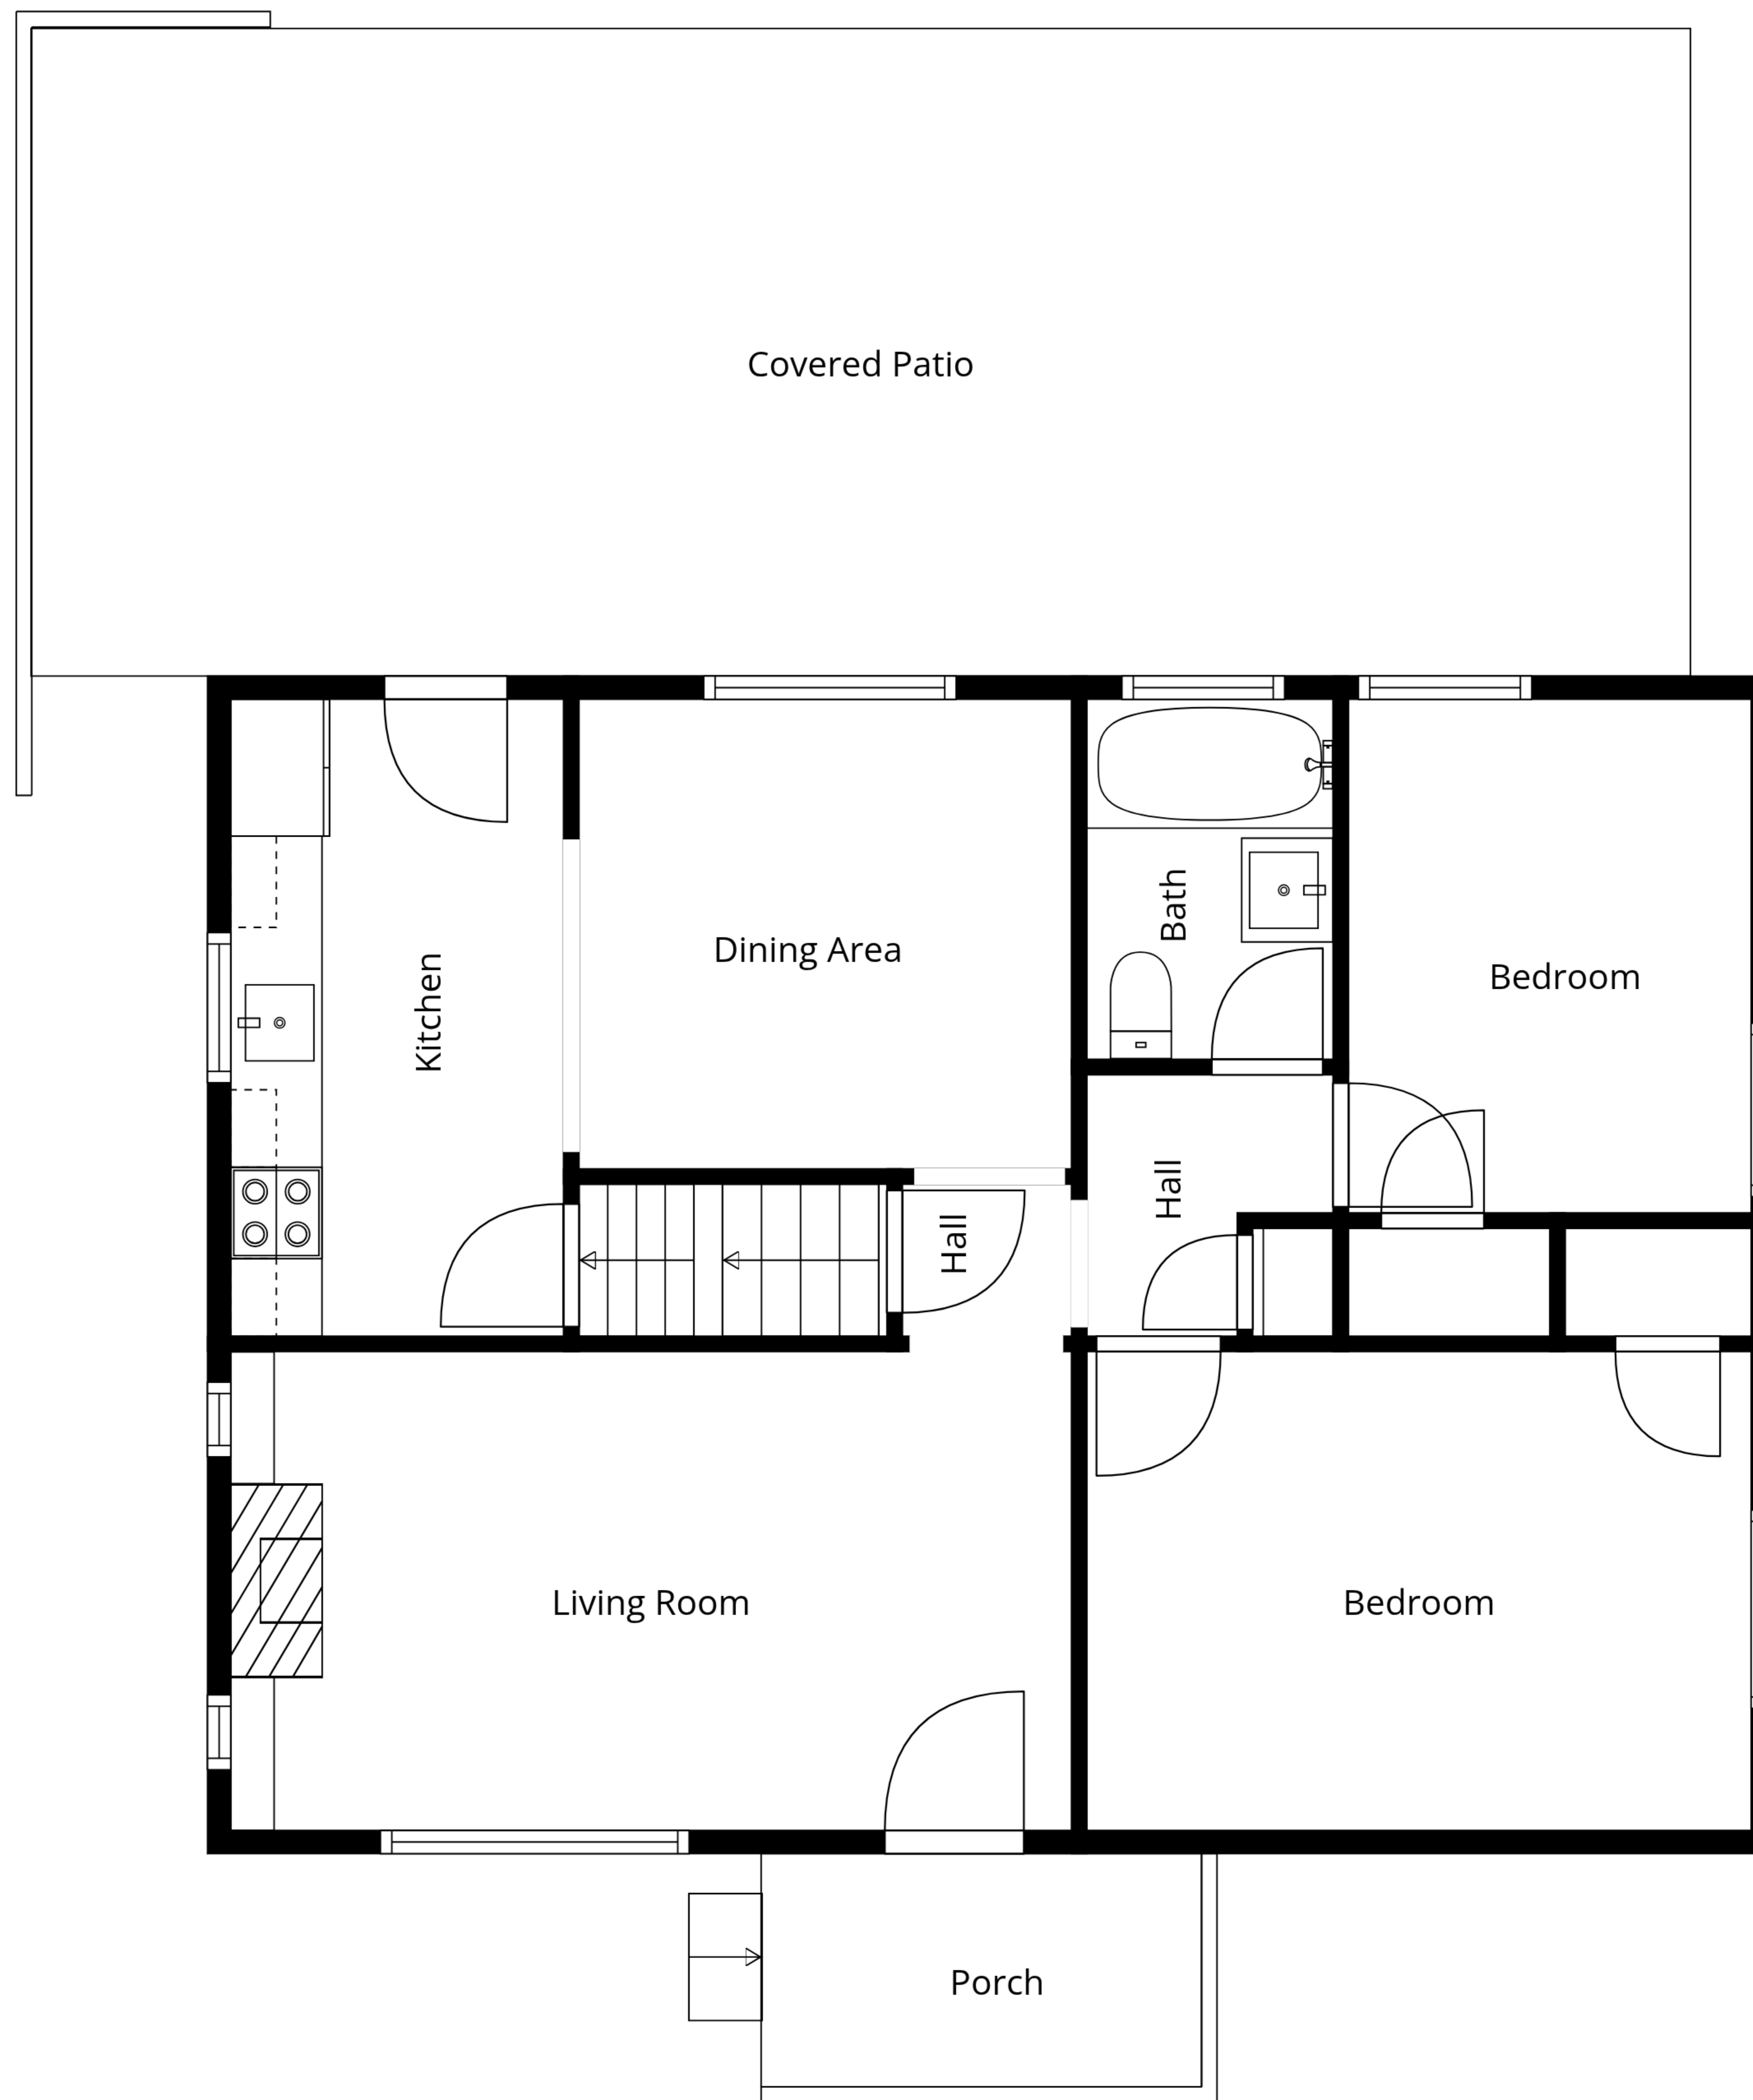 Covered Patio
Kitchen
Dining Area
Bath
Bedroom
Hall
Hall
Living Room
Bedroom
Porch